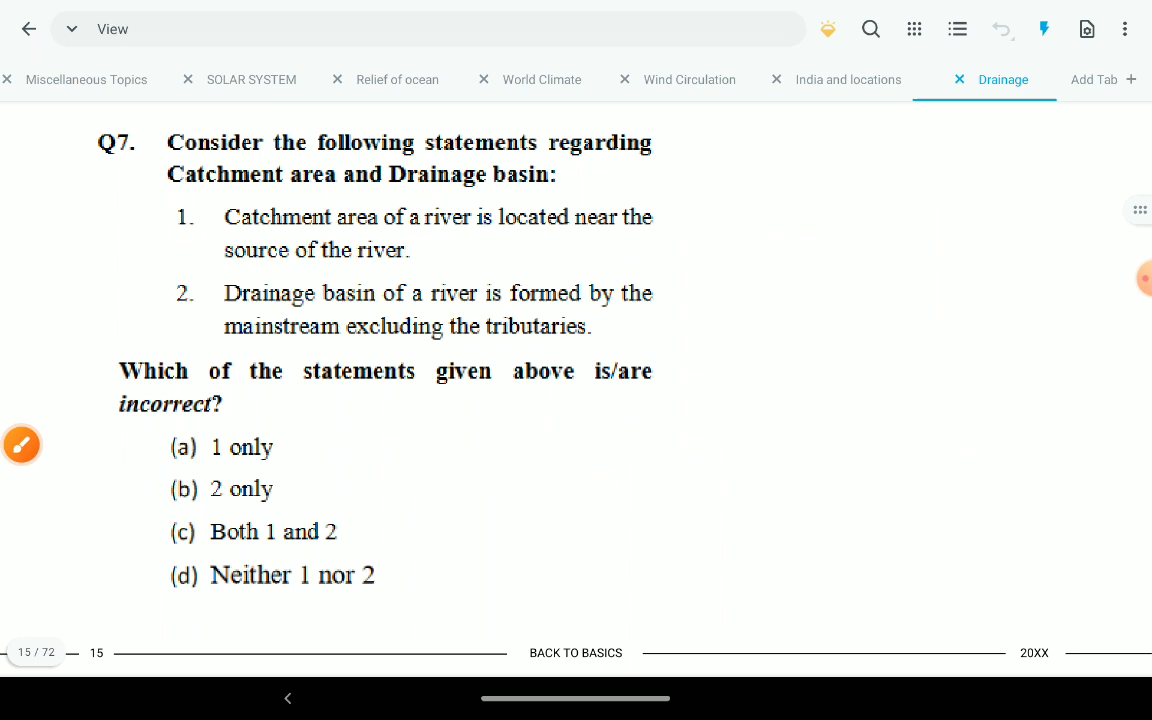 View
Miscellaneous Topics SOLAR SYSTEM Relief of ocean World Climate Wind Circulation India and locations Drainage Add Tab +
Q7. Consider the following statements regarding
Catchment area and Drainage basin:
1. Catchment area of a river is located near the
source of the river.
2. Drainage basin of a river is formed by the
mainstream excluding the tributaries.
Which of the statements given above is/are
incorrect?
(a) 1 only
(b) 2 only
(c) Both 1 and 2
(d) Neither 1 nor 2
15 / 72 15 BACK TO BASICS 20XX